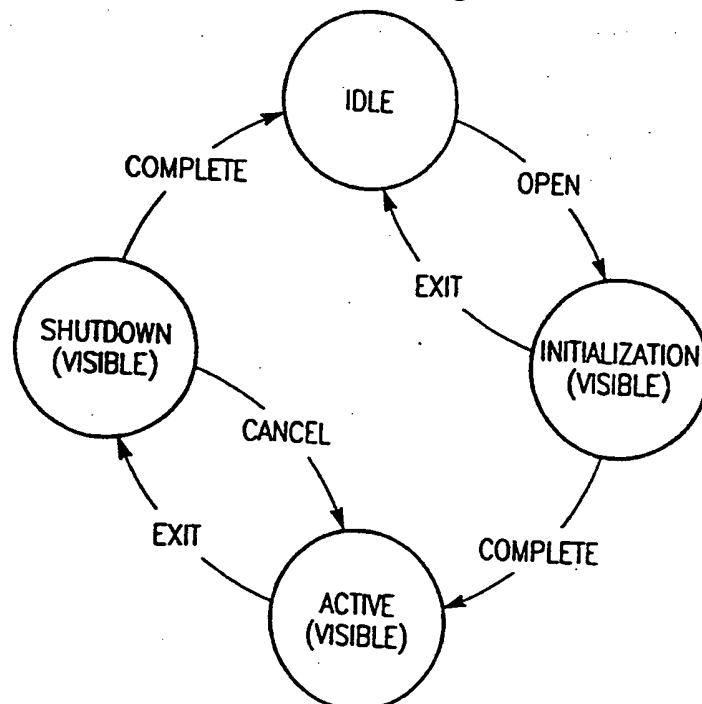 IDLE
COMPLETE
OPEN
EXIT
SHUTDOWN
(VISIBLE)
INITIALIZATION
(VISIBLE)
CANCEL
EXIT
COMPLETE
ACTIVE
(VISIBLE)